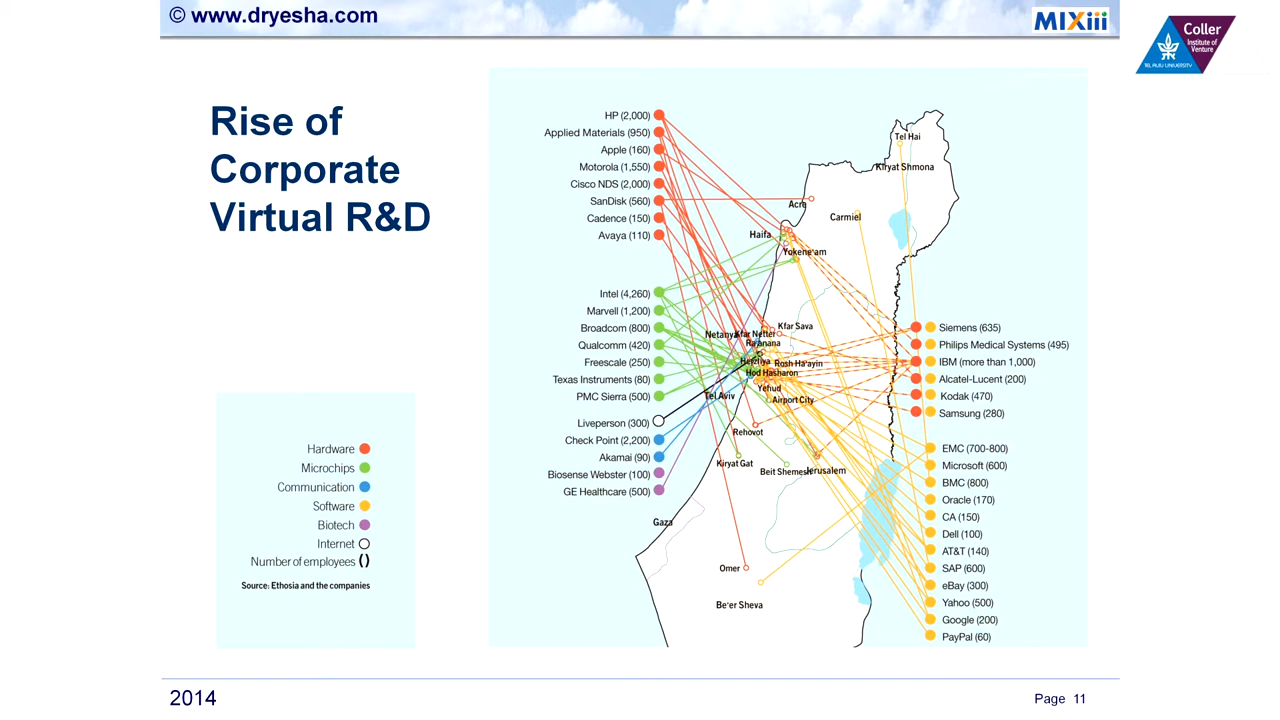 © www.dryesha.com
MIXiii
Coller
Institute of
Venture
TEL AVIV UNIVERSITY
Rise of
Corporate
Virtual R&D
HP (2,000)
Applied Materials (950)
Apple (160)
Motorola (1,550)
Cisco NDS (2,000)
SanDisk (560)
Cadence (150)
Avaya (110)
Intel (4,260)
Marvell (1,200)
Broadcom (800)
Qualcomm (420)
Freescale (250)
Texas Instruments (80)
PMC Sierra (500)
Liveperson (300)
Check Point (2,200)
Akamai (90)
Biosense Webster (100)
GE Healthcare (500)
Tel Hai
Kiryat Shmona
Acre
Carmiel
Haifa
Yokene'am
Kfar Sava
Netanya
Kfar Netter
Ra'anana
Herzliya
Rosh Ha'ayin
Hod Hasharon
Yehud
Tel Aviv
Airport City
Rehovot
Kiryat Gat
Beit Shemesh
Jerusalem
Gaza
Omer
Be'er Sheva
Siemens (635)
Philips Medical Systems (495)
IBM (more than 1,000)
Alcatel-Lucent (200)
Kodak (470)
Samsung (280)
EMC (700-800)
Microsoft (600)
BMC (800)
Oracle (170)
CA (150)
Dell (100)
AT&T (140)
SAP (600)
eBay (300)
Yahoo (500)
Google (200)
PayPal (60)
Hardware
Microchips
Communication
Software
Biotech
Internet
Number of employees ()
Source: Ethosia and the companies
2014
Page 11